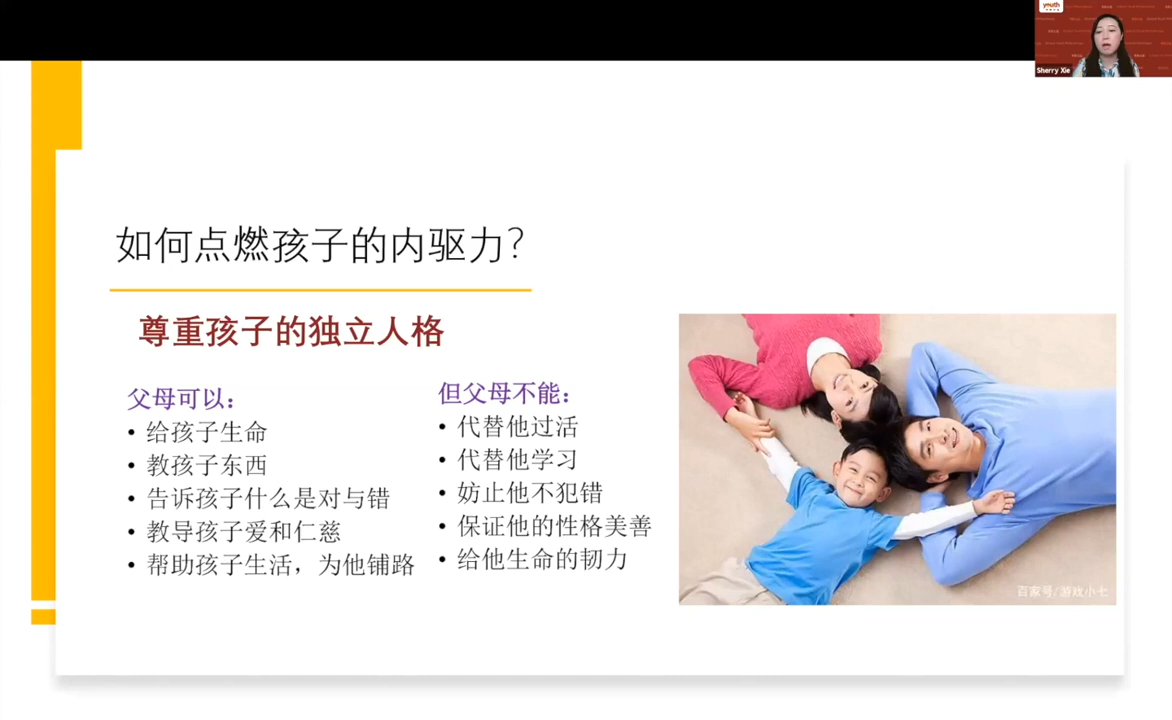 youth
Sherry Xie
如何点燃孩子的内驱力？
尊重孩子的独立人格
父母可以：
• 给孩子生命
• 教孩子东西
• 告诉孩子什么是对与错
• 教导孩子爱和仁慈
• 帮助孩子生活，为他铺路
但父母不能：
• 代替他过活
• 代替他学习
• 妨止他不犯错
• 保证他的性格美善
• 给他生命的韧力
百家号/游戏小七